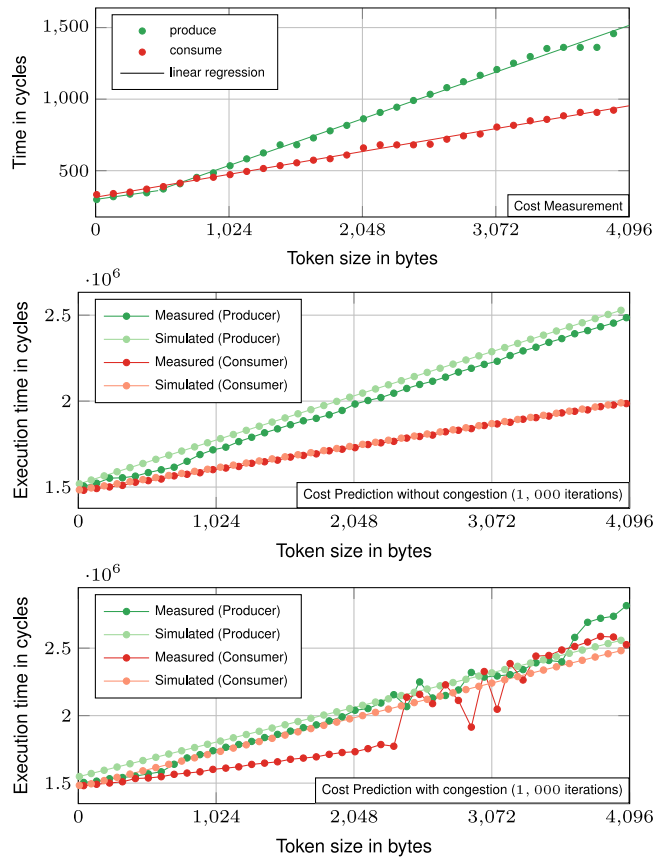 1,500
1,000
500
Time in cycles
produce
consume
linear regression
Cost Measurement
0
1,024
2,048
3,072
4,096
Token size in bytes
·10⁶
2.5
2
1.5
Execution time in cycles
Measured (Producer)
Simulated (Producer)
Measured (Consumer)
Simulated (Consumer)
Cost Prediction without congestion (1, 000 iterations)
0
1,024
2,048
3,072
4,096
Token size in bytes
·10⁶
2.5
2
1.5
Execution time in cycles
Measured (Producer)
Simulated (Producer)
Measured (Consumer)
Simulated (Consumer)
Cost Prediction with congestion (1, 000 iterations)
0
1,024
2,048
3,072
4,096
Token size in bytes